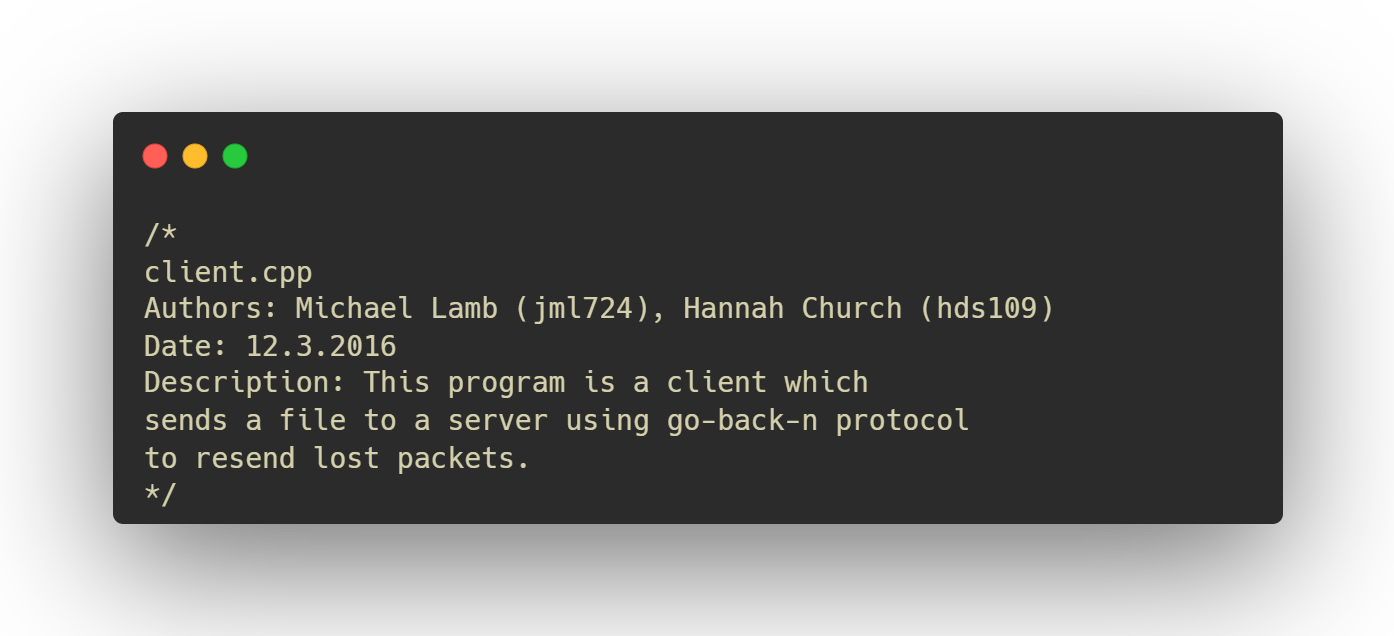 /*
client.cpp
Authors: Michael Lamb (jml724), Hannah Church (hds109)
Date: 12.3.2016
Description: This program is a client which
sends a file to a server using go-back-n protocol
to resend lost packets.
*/